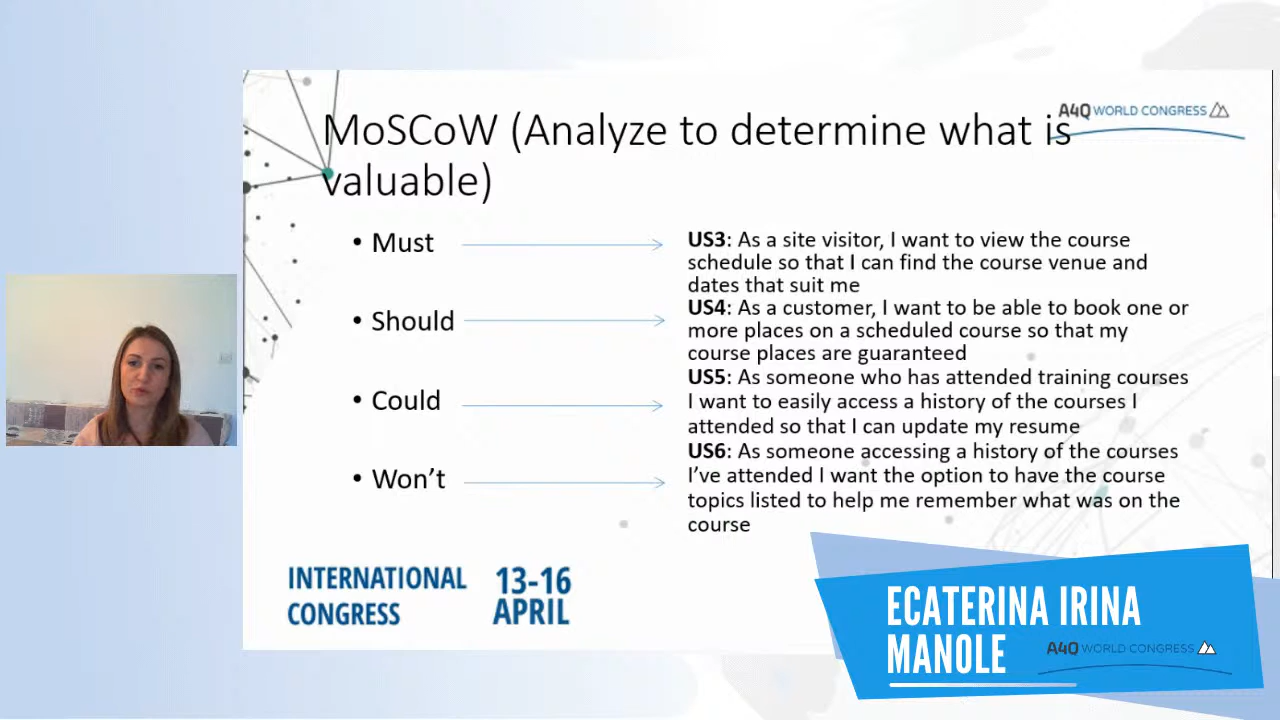 MoSCoW (Analyze to determine what is
valuable)
A4Q WORLD CONGRESS
• Must
US3: As a site visitor, I want to view the course
schedule so that I can find the course venue and
dates that suit me
• Should
US4: As a customer, I want to be able to book one or
more places on a scheduled course so that my
course places are guaranteed
• Could
US5: As someone who has attended training courses
I want to easily access a history of the courses I
attended so that I can update my resume
• Won't
US6: As someone accessing a history of the courses
I've attended I want the option to have the course
topics listed to help me remember what was on the
course
INTERNATIONAL
CONGRESS
13-16
APRIL
ECATERINA IRINA
MANOLE
A4Q WORLD CONGRESS